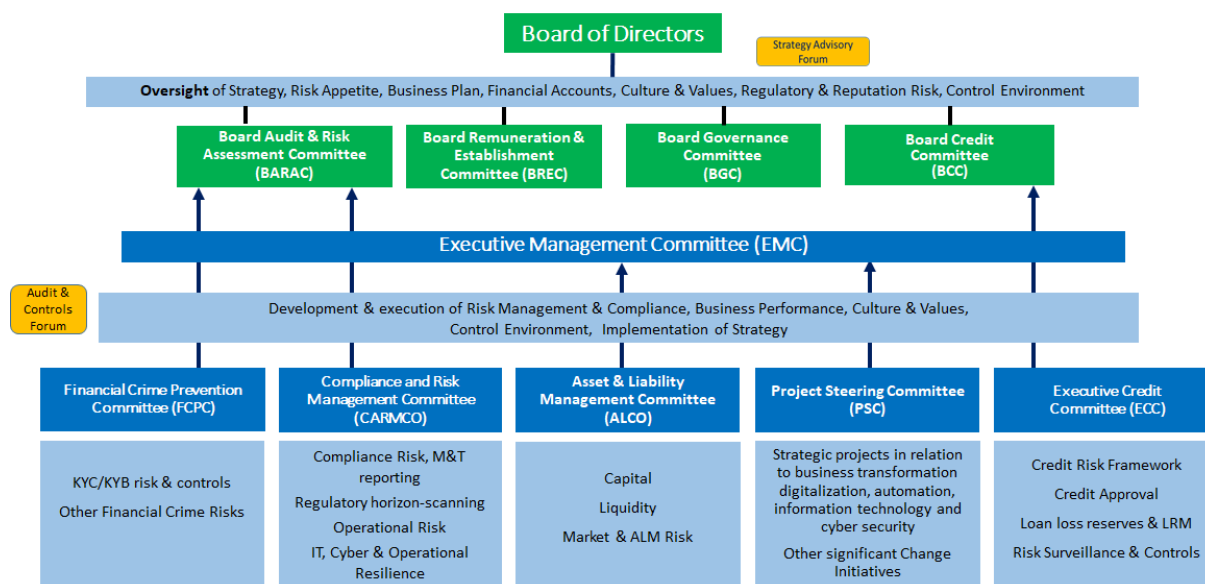 Board of Directors
Strategy Advisory
Forum
Oversight of Strategy, Risk Appetite, Business Plan, Financial Accounts, Culture & Values, Regulatory & Reputation Risk, Control Environment
Board Audit & Risk
Assessment Committee
(BARAC)
Board Remuneration &
Establishment
Committee (BREC)
Board Governance
Committee
(BGC)
Board Credit
Committee
(BCC)
Executive Management Committee (EMC)
Audit &
Controls
Forum
Development & execution of Risk Management & Compliance, Business Performance, Culture & Values,
Control Environment, Implementation of Strategy
Financial Crime Prevention
Committee (FCPC)
KYC/KYB risk & controls
Other Financial Crime Risks
Compliance and Risk
Management Committee
(CARMCO)
Compliance Risk, M&T
reporting
Regulatory horizon-scanning
Operational Risk
IT, Cyber & Operational
Resilience
Asset & Liability
Management Committee
(ALCO)
Capital
Liquidity
Market & ALM Risk
Project Steering Committee
(PSC)
Strategic projects in relation
to business transformation
digitalization, automation,
information technology and
cyber security
Other significant Change
Initiatives
Executive Credit
Committee (ECC)
Credit Risk Framework
Credit Approval
Loan loss reserves & LRM
Risk Surveillance & Controls